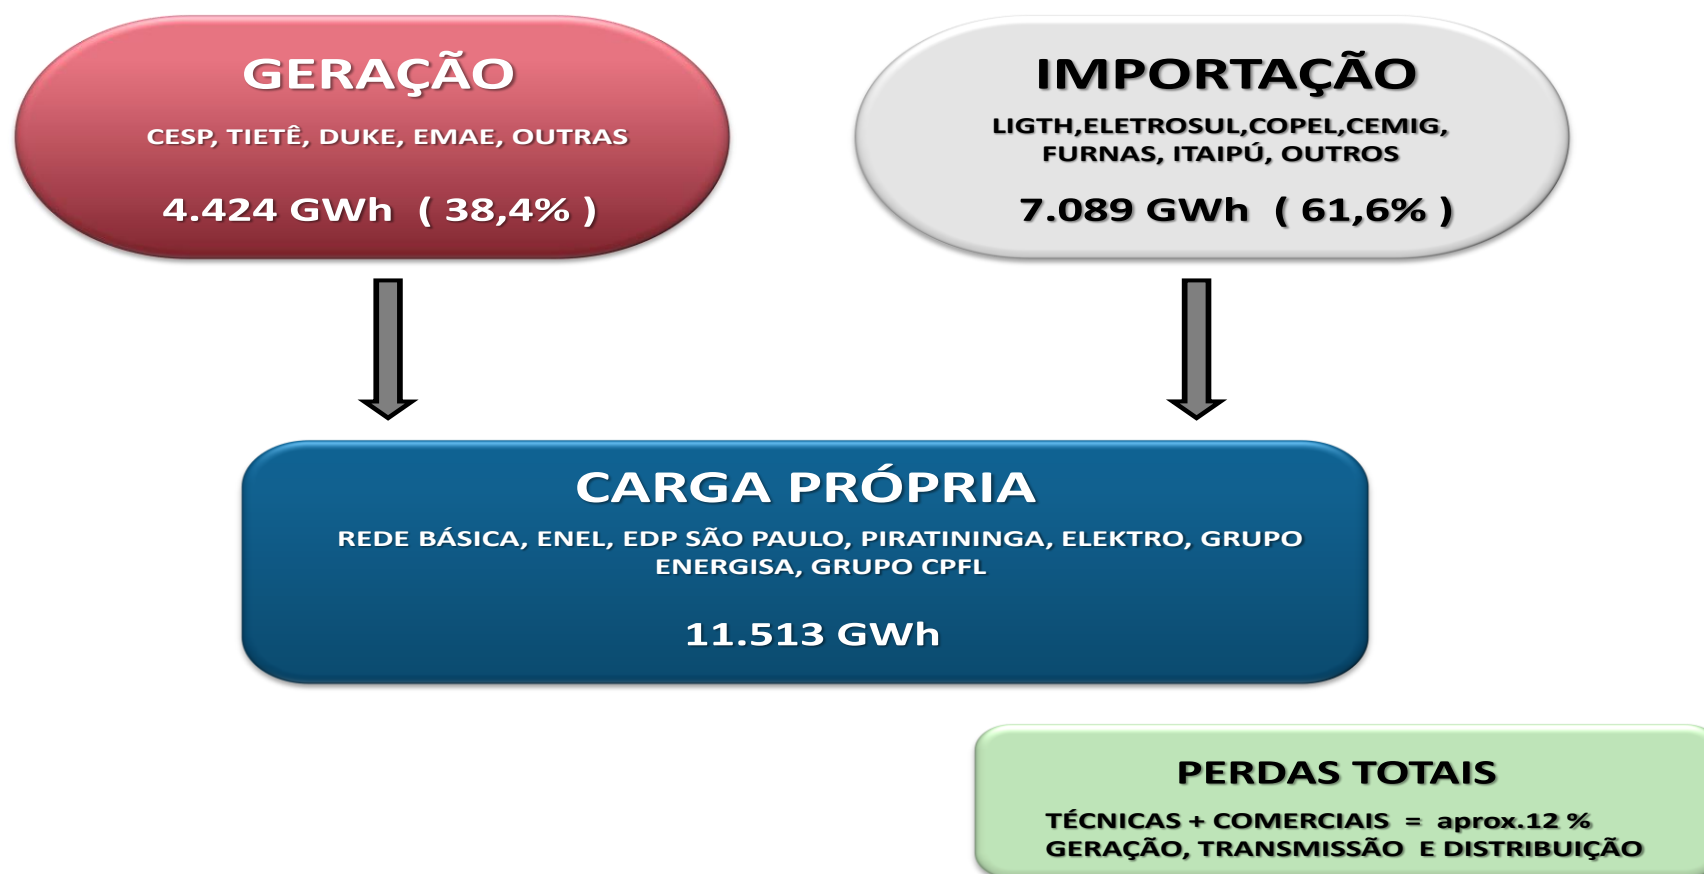 GERAÇÃO
CESP, TIETÊ, DUKE, EMAE, OUTRAS
4.424 GWh ( 38,4% )
IMPORTAÇÃO
LIGTH,ELETROSUL,COPEL,CEMIG,
FURNAS, ITAIPÚ, OUTROS
7.089 GWh ( 61,6% )
CARGA PRÓPRIA
REDE BÁSICA, ENEL, EDP SÃO PAULO, PIRATININGA, ELEKTRO, GRUPO
ENERGISA, GRUPO CPFL
11.513 GWh
PERDAS TOTAIS
TÉCNICAS + COMERCIAIS = aprox.12 %
GERAÇÃO, TRANSMISSÃO E DISTRIBUIÇÃO